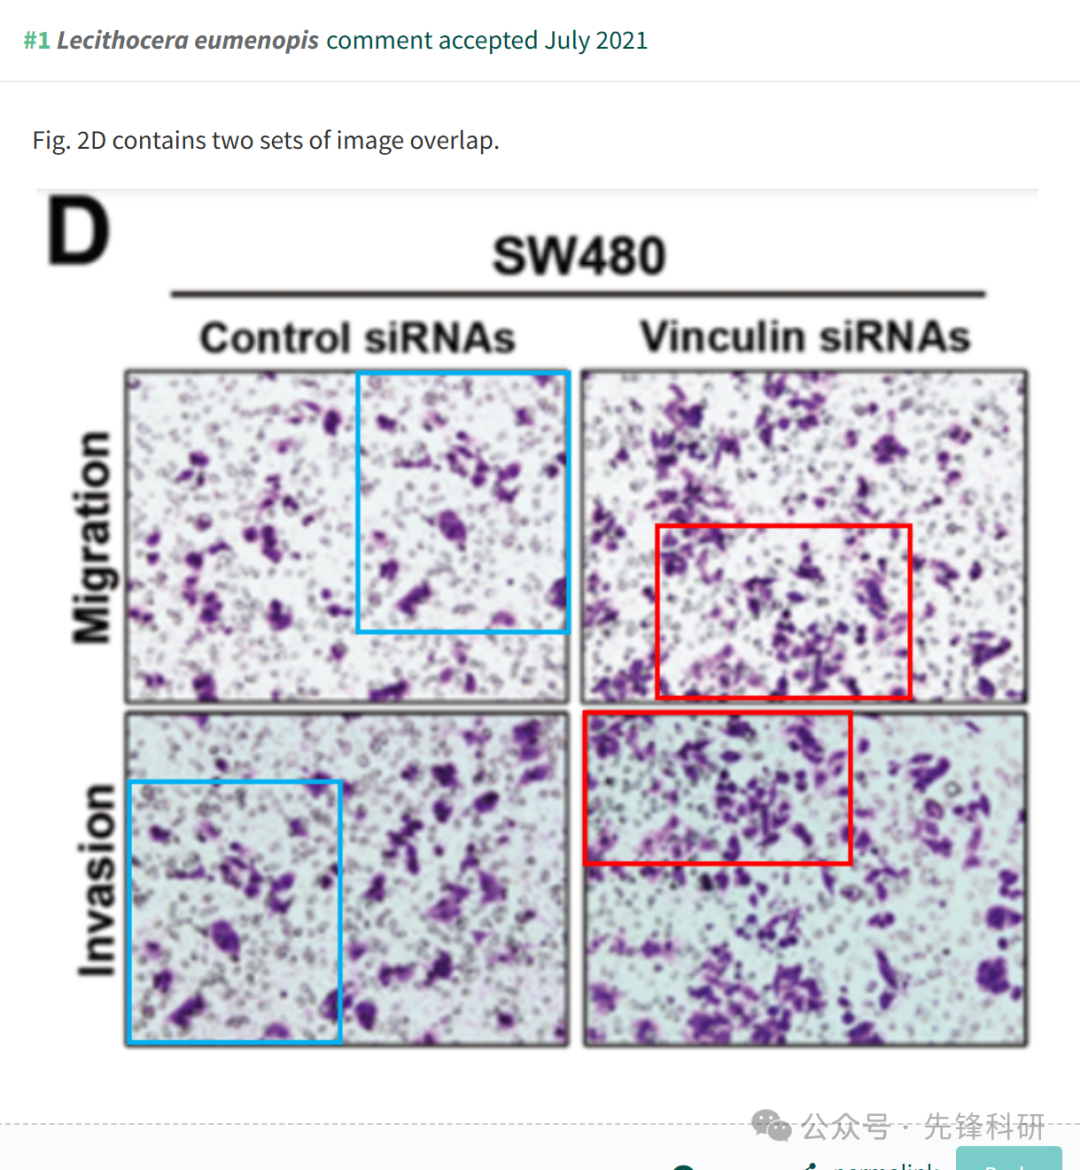 #1 Lecithocera eumenopis comment accepted July 2021
Fig. 2D contains two sets of image overlap.
D
SW480
Control siRNAs
Vinculin siRNAs
Migration
Invasion
公众号 · 先锋科研